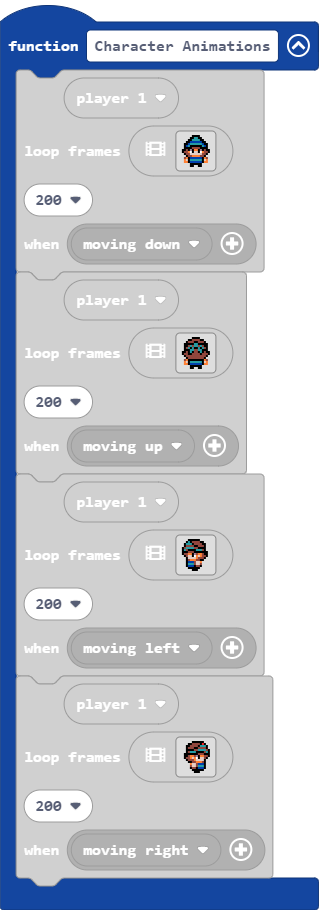 function Character Animations
player 1
loop frames
200
when moving down
player 1
loop frames
200
when moving up
player 1
loop frames
200
when moving left
player 1
loop frames
200
when moving right